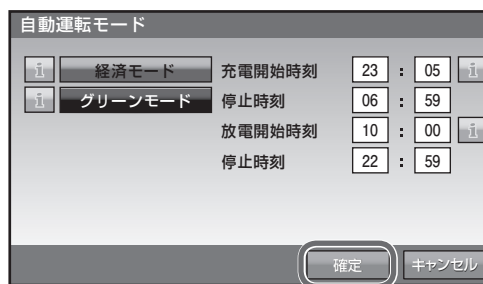 自動運転モード
i 経済モード 充電開始時刻 23 : 05 i
i グリーンモード 停止時刻 06 : 59
放電開始時刻 10 : 00 i
停止時刻 22 : 59
確定 キャンセル